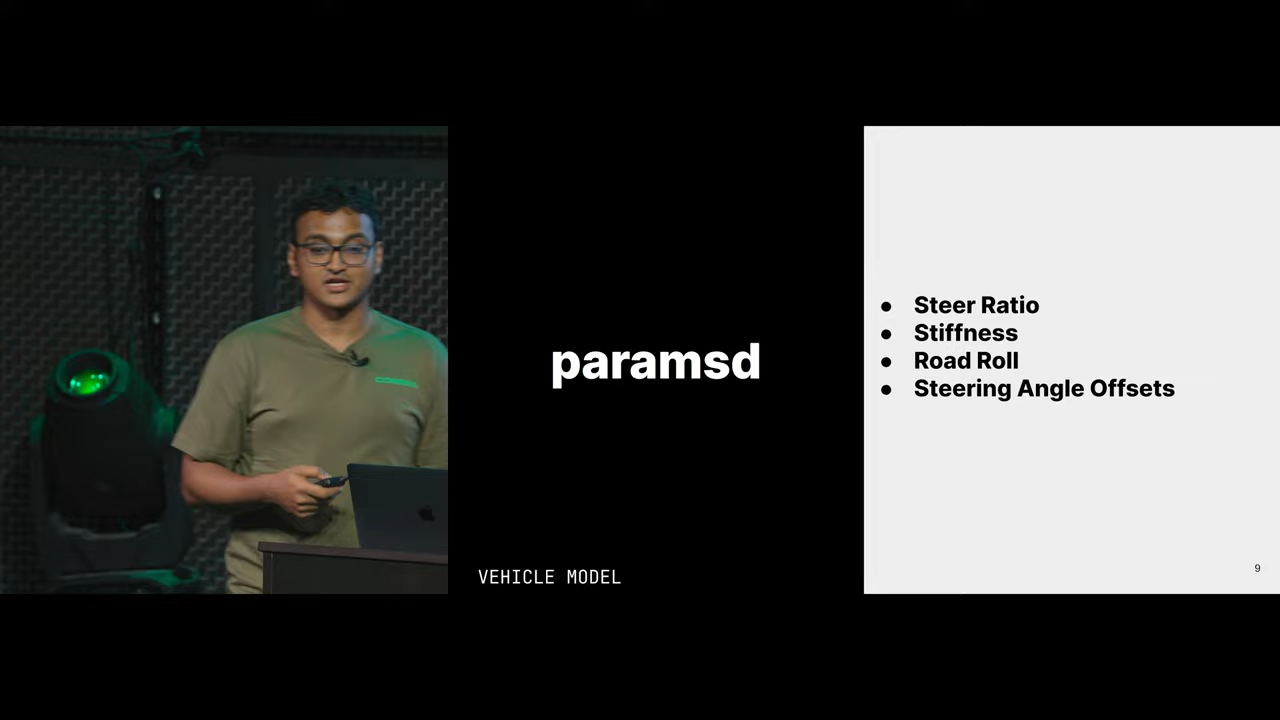 paramsd
VEHICLE MODEL
● Steer Ratio
● Stiffness
● Road Roll
● Steering Angle Offsets
9